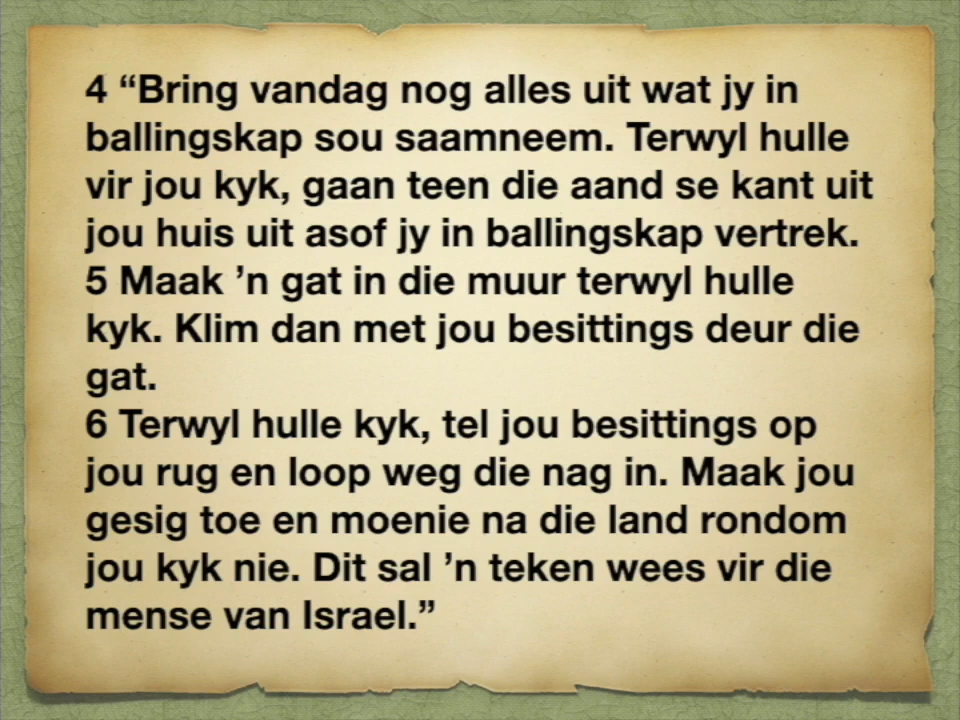 4 “Bring vandag nog alles uit wat jy in
ballingskap sou saamneem. Terwyl hulle
vir jou kyk, gaan teen die aand se kant uit
jou huis uit asof jy in ballingskap vertrek.
5 Maak ’n gat in die muur terwyl hulle
kyk. Klim dan met jou besittings deur die
gat.
6 Terwyl hulle kyk, tel jou besittings op
jou rug en loop weg die nag in. Maak jou
gesig toe en moenie na die land rondom
jou kyk nie. Dit sal ’n teken wees vir die
mense van Israel.”